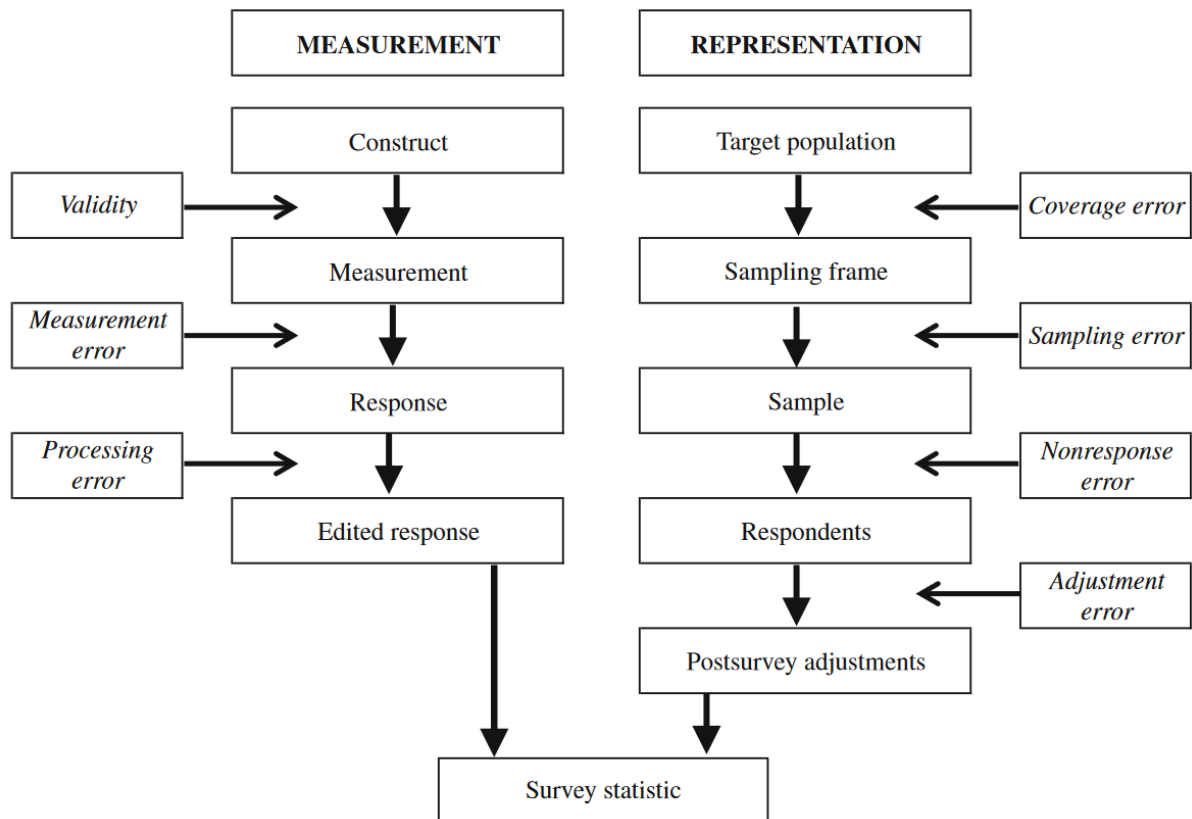 MEASUREMENT
REPRESENTATION
Construct
Target population
Validity
Coverage error
Measurement
Sampling frame
Measurement
error
Sampling error
Response
Sample
Processing
error
Nonresponse
error
Edited response
Respondents
Adjustment
error
Postsurvey adjustments
Survey statistic